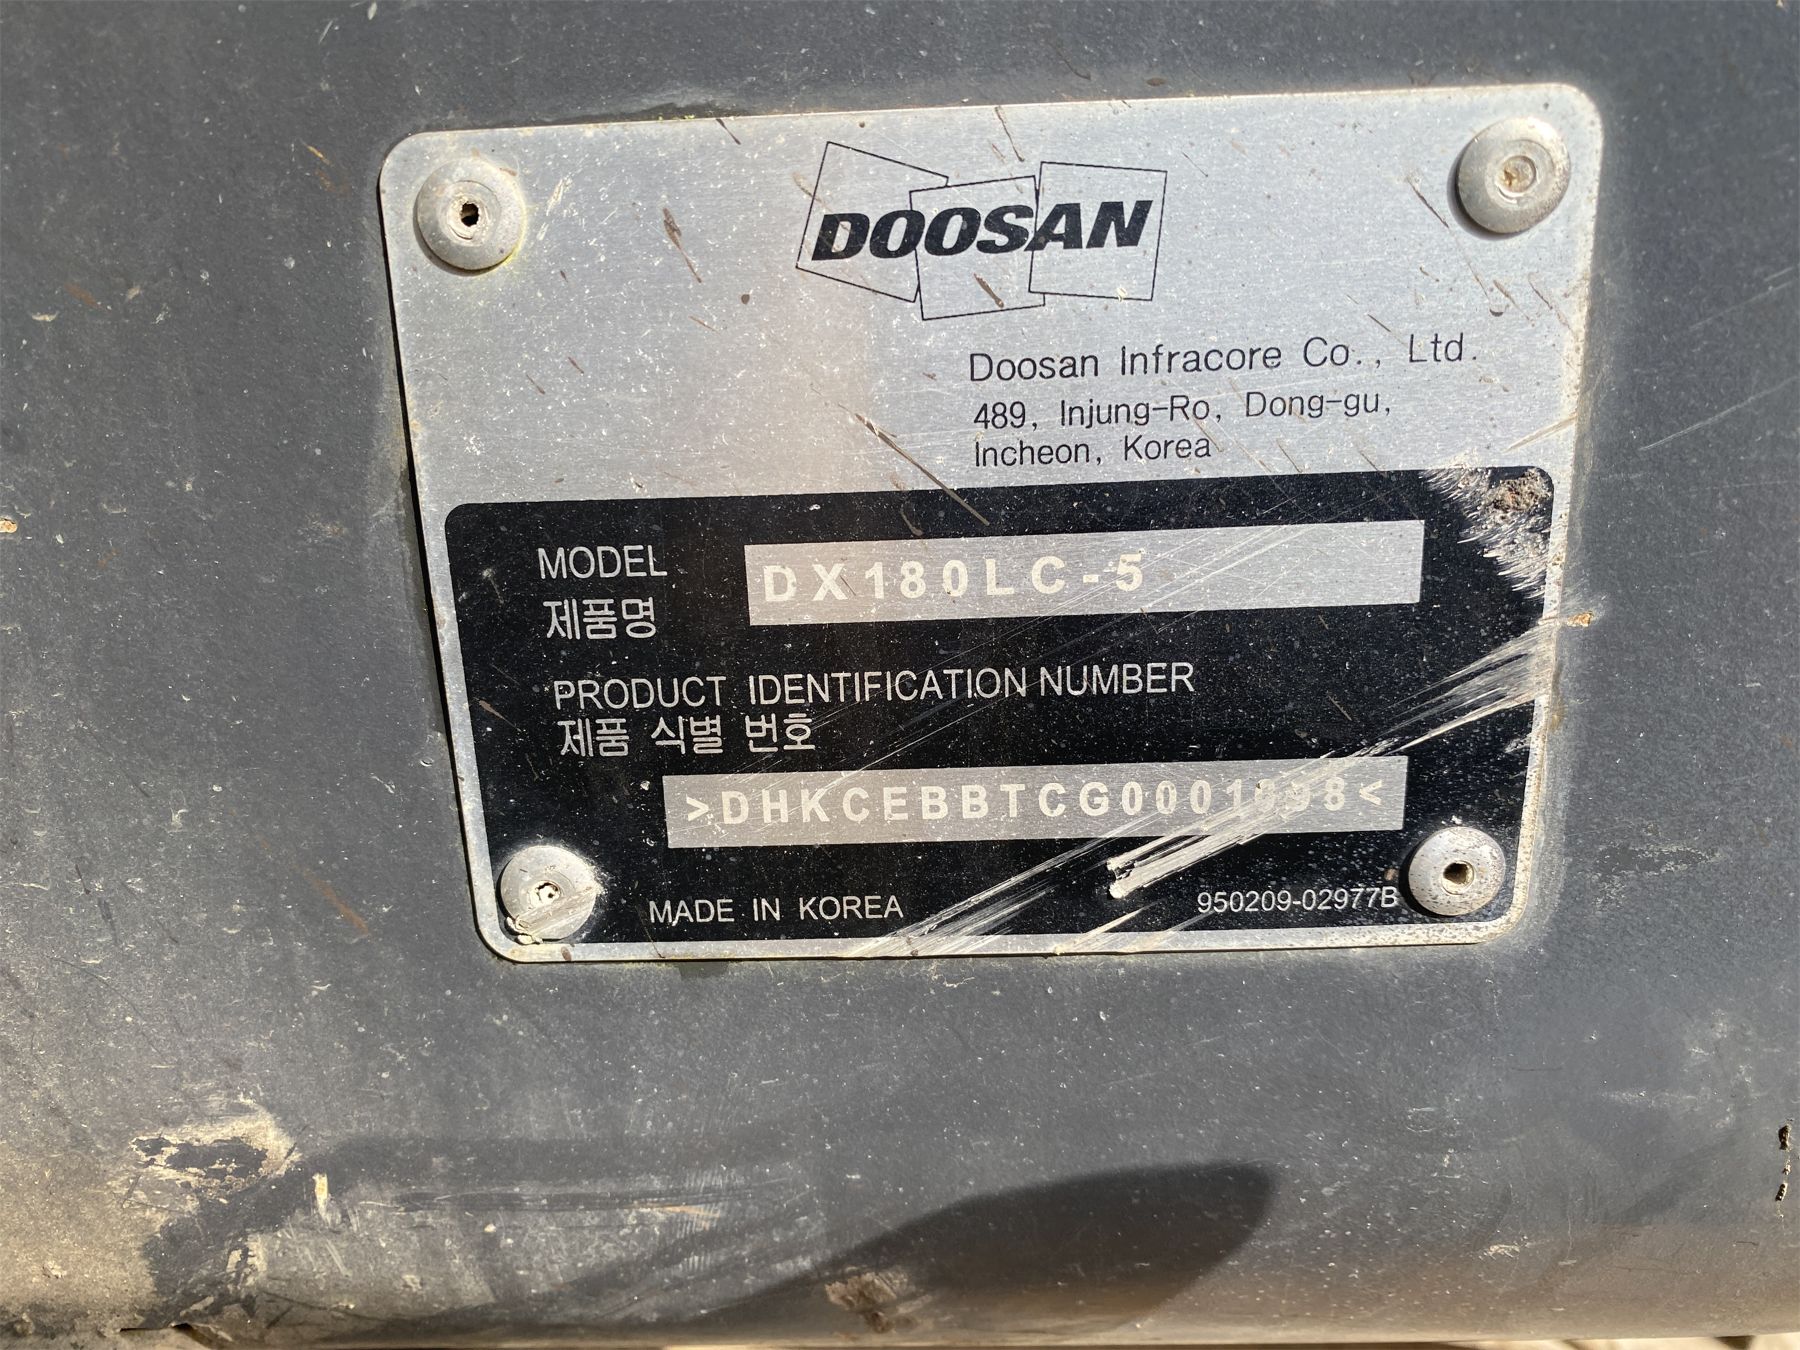 DOOSAN
Doosan Infracore Co., Ltd.
489, Injung-Ro, Dong-gu,
Incheon, Korea
MODEL DX180LC-5
제품명
PRODUCT IDENTIFICATION NUMBER
제품 식별 번호
MADE IN KOREA 950209-02977B